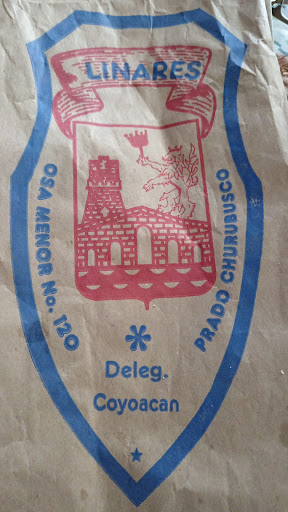 LINARES
OSA MENOR No. 120
PRADO CHURUBUSCO
Deleg.
Coyoacan